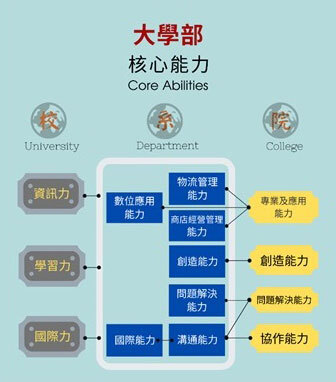 大學部
核心能力
Core Abilities
校
系
院
University
Department
College
資訊力
學習力
國際力
數位應用
能力
國際能力
物流管理
能力
商店經營管理
能力
創造能力
問題解決
能力
溝通能力
專業及應用
能力
創造能力
問題解決能力
協作能力